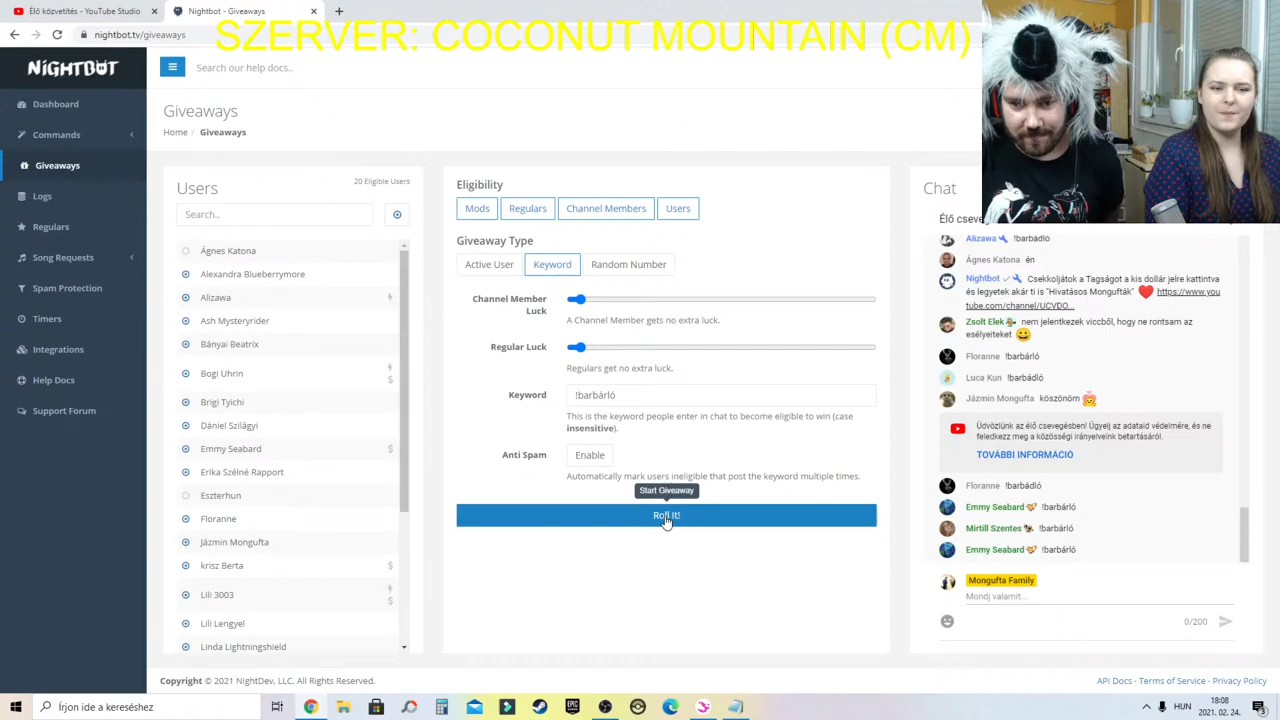 Élő közvetítés - YouTube Studio
Nightbot - Giveaways
nightbot.tv/giveaways
SZERVER: COCONUT MOUNTAIN (CM)
NIGHTBOT
Search our help docs..
Dashboard
Commands
Giveaways
Logs
Regulars
Song Requests
Spam Protection
Timers
Integrations
Help Docs
Support Forum
Giveaways
Home / Giveaways
Users
20 Eligible Users
Search..
Ágnes Katona
Alexandra Blueberrymore
Alizawa
Ash Mysteryrider
Bányai Beatrix
Bogi Uhrin
Brigi Tyichi
Dániel Szilágyi
Emmy Seabard
Erika Szélné Rapport
Eszterhun
Floranne
Jázmin Mongufta
krisz Berta
Lili 3003
Lili Lengyel
Linda Lightningshield
Eligibility
Mods Regulars Channel Members Users
Giveaway Type
Active User Keyword Random Number
Channel Member
Luck
A Channel Member gets no extra luck.
Regular Luck
Regulars get no extra luck.
Keyword !barbárló
This is the keyword people enter in chat to become eligible to win (case
insensitive).
Anti Spam Enable
Automatically mark users ineligible that post the keyword multiple times.
Start Giveaway
Roll It!
Chat
Élő cseveg
Alizawa !barbádló
Ágnes Katona én
Nightbot Csekkoljátok a Tagságot a kis dollár jelre kattintva
és legyetek akár ti is "Hivatásos Mongufták" https://www.you
tube.com/channel/UCVDO...
Zsolt Elek nem jelentkezek viccből, hogy ne rontsam az
esélyeiteket
Floranne !barbárló
Luca Kun !barbádló
Jázmin Mongufta köszönöm
Üdvözlünk az élő csevegésben! Ügyelj az adataid védelmére, és ne
feledkezz meg a közösségi irányelveink betartásáról.
TOVÁBBI INFORMÁCIÓ
Floranne !barbádló
Emmy Seabard !barbárló
Mirtill Szentes !barbárló
Emmy Seabard !barbárló
Mongufta Family
Mondj valamit...
0/200
Copyright © 2021 NightDev, LLC. All Rights Reserved.
API Docs · Terms of Service · Privacy Policy
Írjon ide a kereséshez
HUN
18:08
2021. 02. 24.